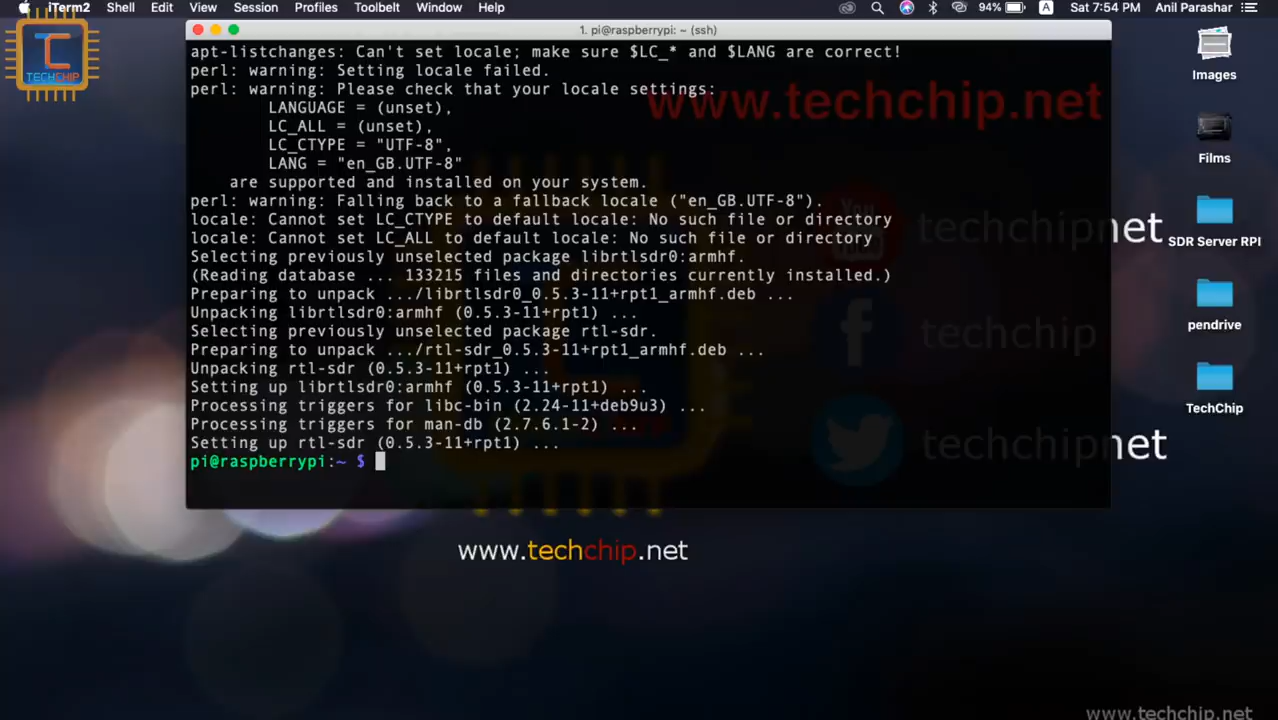 iTerm2 Shell Edit View Session Profiles Toolbelt Window Help 94% A Sat 7:54 PM Anil Parashar
TECHCHIP
1. pi@raspberrypi: ~ (ssh)
apt-listchanges: Can't set locale; make sure $LC_* and $LANG are correct!
perl: warning: Setting locale failed.
perl: warning: Please check that your locale settings:
LANGUAGE = (unset),
LC_ALL = (unset),
LC_CTYPE = "UTF-8",
LANG = "en_GB.UTF-8"
are supported and installed on your system.
perl: warning: Falling back to a fallback locale ("en_GB.UTF-8").
locale: Cannot set LC_CTYPE to default locale: No such file or directory
locale: Cannot set LC_ALL to default locale: No such file or directory
Selecting previously unselected package librtlsdr0:armhf.
(Reading database ... 133215 files and directories currently installed.)
Preparing to unpack .../librtlsdr0_0.5.3-11+rpt1_armhf.deb ...
Unpacking librtlsdr0:armhf (0.5.3-11+rpt1) ...
Selecting previously unselected package rtl-sdr.
Preparing to unpack .../rtl-sdr_0.5.3-11+rpt1_armhf.deb ...
Unpacking rtl-sdr (0.5.3-11+rpt1) ...
Setting up librtlsdr0:armhf (0.5.3-11+rpt1) ...
Processing triggers for libc-bin (2.24-11+deb9u3) ...
Processing triggers for man-db (2.7.6.1-2) ...
Setting up rtl-sdr (0.5.3-11+rpt1) ...
pi@raspberrypi:~ $
www.techchip.net
You
techchipnet
techchipnet
techchipnet
www.techchip.net
Images
Films
SDR Server RPI
pendrive
TechChip
www.techchip.net